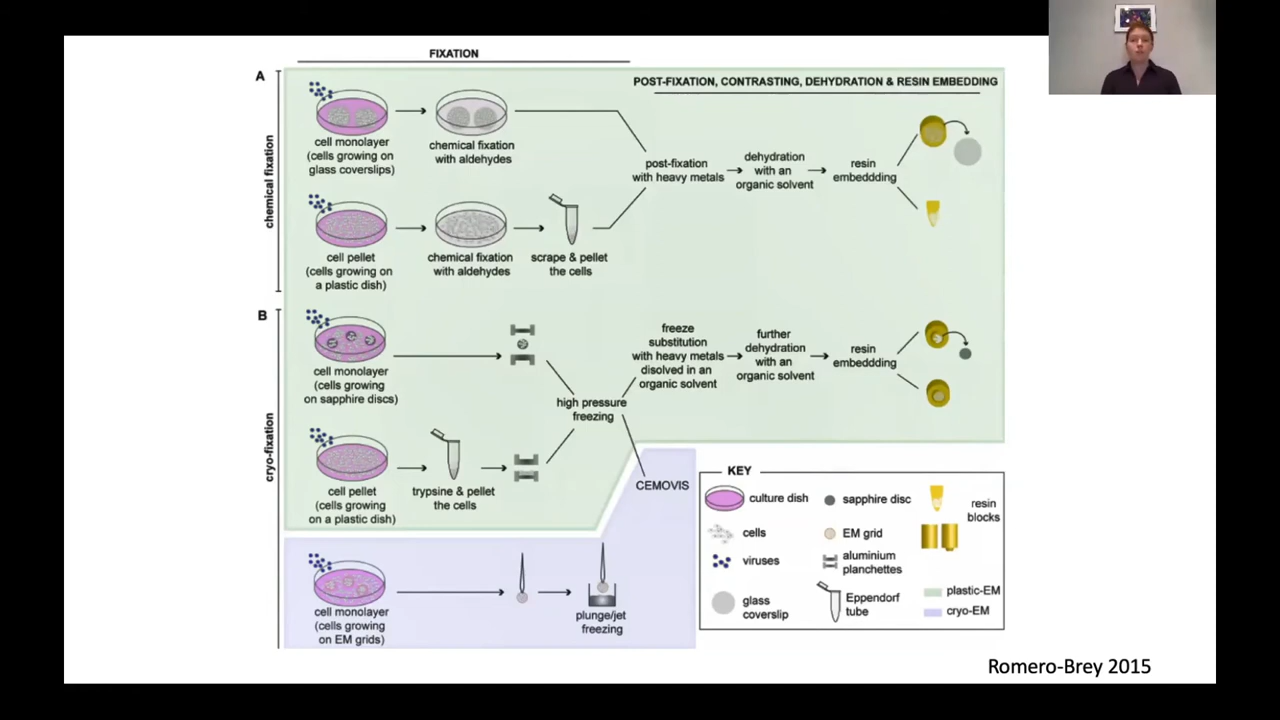 FIXATION
A
POST-FIXATION, CONTRASTING, DEHYDRATION & RESIN EMBEDDING
chemical fixation
cell monolayer
(cells growing on
glass coverslips)
chemical fixation
with aldehydes
post-fixation
with heavy metals
dehydration
with an
organic solvent
resin
embeddding
cell pellet
(cells growing on
a plastic dish)
chemical fixation
with aldehydes
scrape & pellet
the cells
B
cryo-fixation
cell monolayer
(cells growing
on sapphire discs)
high pressure
freezing
freeze
substitution
with heavy metals
disolved in an
organic solvent
further
dehydration
with an
organic solvent
resin
embeddding
cell pellet
(cells growing
on a plastic dish)
trypsine & pellet
the cells
CEMOVIS
cell monolayer
(cells growing
on EM grids)
plunge/jet
freezing
KEY
culture dish
cells
viruses
glass
coverslip
sapphire disc
EM grid
aluminium
planchettes
Eppendorf
tube
resin
blocks
plastic-EM
cryo-EM
Romero-Brey 2015